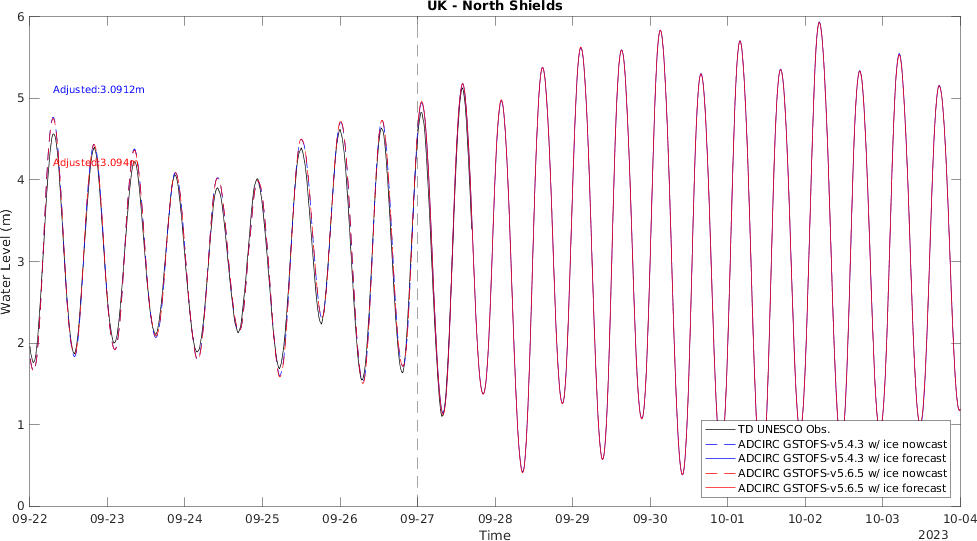 UK - North Shields
6
5
4
3
2
1
0
Water Level (m)
Adjusted:3.0912m
Adjusted:3.094m
TD UNESCO Obs.
ADCIRC GSTOFS-v5.4.3 w/ ice nowcast
ADCIRC GSTOFS-v5.4.3 w/ ice forecast
ADCIRC GSTOFS-v5.6.5 w/ ice nowcast
ADCIRC GSTOFS-v5.6.5 w/ ice forecast
09-22 09-23 09-24 09-25 09-26 09-27 09-28 09-29 09-30 10-01 10-02 10-03 10-04
Time
2023